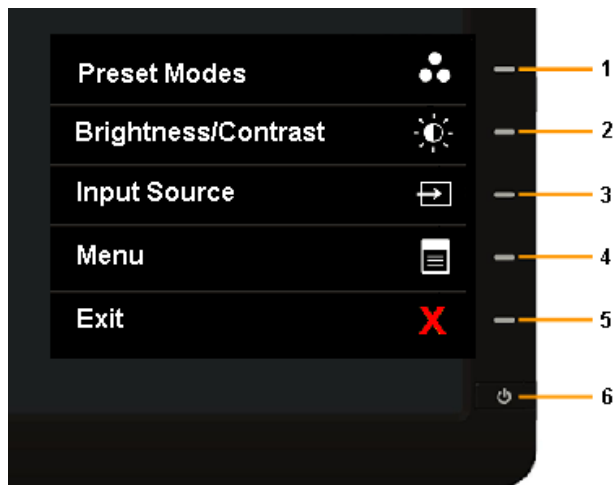 Preset Modes 1
Brightness/Contrast 2
Input Source 3
Menu 4
Exit X 5
6